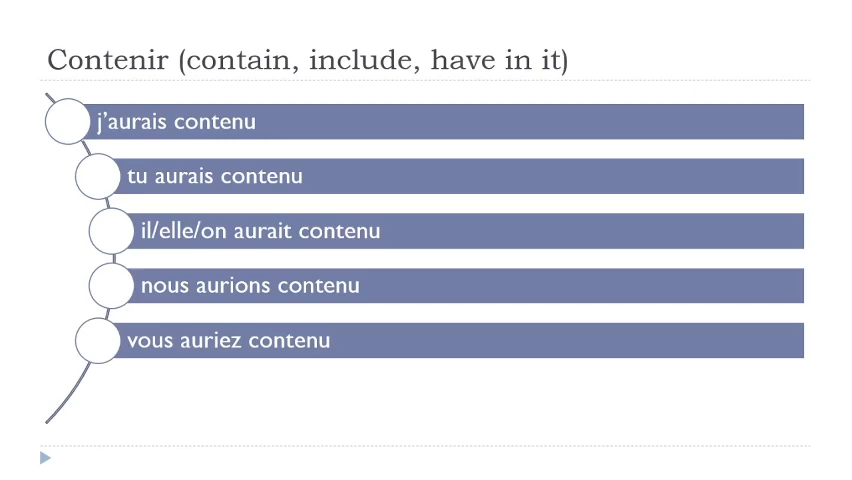 Contenir (contain, include, have in it)
j’aurais contenu
tu aurais contenu
il/elle/on aurait contenu
nous aurions contenu
vous auriez contenu